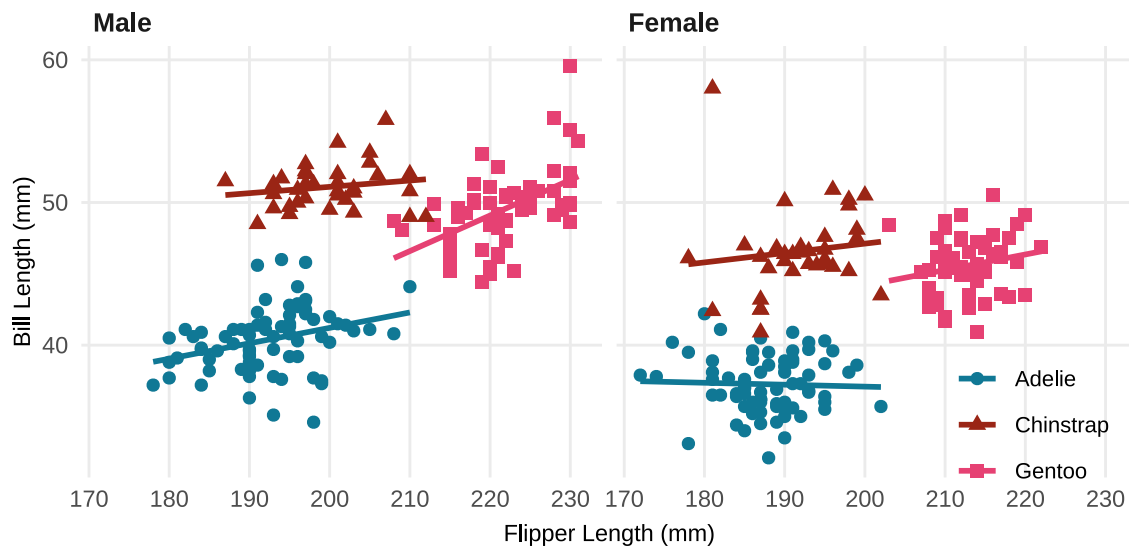 Male
Female
60
50
40
Bill Length (mm)
Adelie
Chinstrap
Gentoo
170 180 190 200 210 220 230
170 180 190 200 210 220 230
Flipper Length (mm)